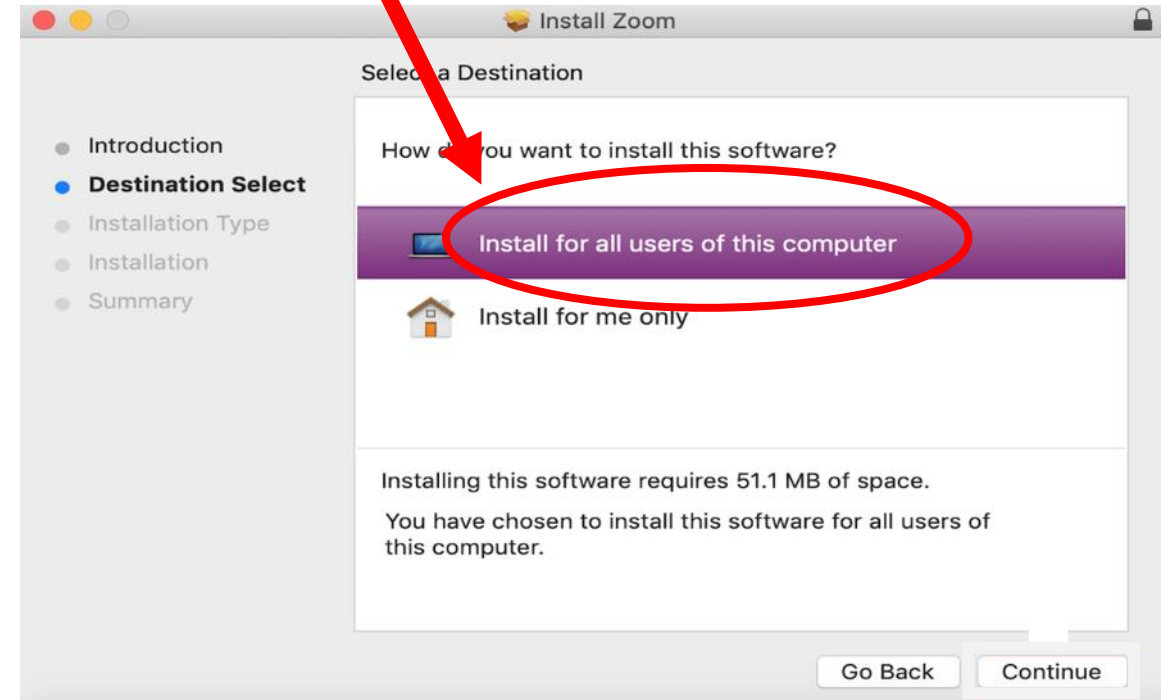 Install Zoom
Select a Destination
Introduction
Destination Select
Installation Type
Installation
Summary
How do you want to install this software?
Install for all users of this computer
Install for me only
Installing this software requires 51.1 MB of space.
You have chosen to install this software for all users of
this computer.
Go Back
Continue